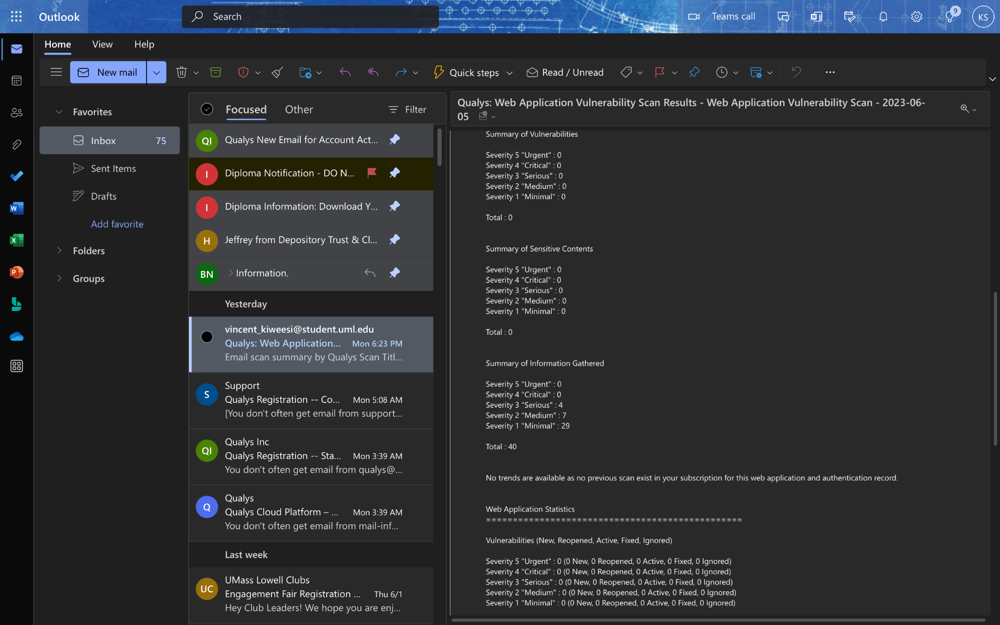 Outlook
Search
Teams call
9
KS
Home
View
Help
New mail
Quick steps
Read / Unread
Favorites
Inbox 75
Sent Items
Drafts
Add favorite
Folders
Groups
Focused
Other
Filter
QI
Qualys New Email for Account Act...
I
Diploma Notification - DO N...
I
Diploma Information: Download Y...
H
Jeffrey from Depository Trust & Cl...
BN
Information.
Yesterday
vincent_kiweesi@student.uml.edu
Qualys: Web Application... Mon 6:23 PM
Email scan summary by Qualys Scan Titl...
S
Support
Qualys Registration -- Co... Mon 5:08 AM
[You don't often get email from support...
QI
Qualys Inc
Qualys Registration -- Sta... Mon 3:39 AM
You don't often get email from qualys@...
Q
Qualys
Qualys Cloud Platform – ... Mon 3:39 AM
You don't often get email from mail-inf...
Last week
UC
UMass Lowell Clubs
Engagement Fair Registration ... Thu 6/1
Hey Club Leaders! We hope you are enj...
Qualys: Web Application Vulnerability Scan Results - Web Application Vulnerability Scan - 2023-06-
05
Summary of Vulnerabilities
Severity 5 "Urgent" : 0
Severity 4 "Critical" : 0
Severity 3 "Serious" : 0
Severity 2 "Medium" : 0
Severity 1 "Minimal" : 0
Total : 0
Summary of Sensitive Contents
Severity 5 "Urgent" : 0
Severity 4 "Critical" : 0
Severity 3 "Serious" : 0
Severity 2 "Medium" : 0
Severity 1 "Minimal" : 0
Total : 0
Summary of Information Gathered
Severity 5 "Urgent" : 0
Severity 4 "Critical" : 0
Severity 3 "Serious" : 4
Severity 2 "Medium" : 7
Severity 1 "Minimal" : 29
Total : 40
No trends are available as no previous scan exist in your subscription for this web application and authentication record.
Web Application Statistics
================================================
Vulnerabilities (New, Reopened, Active, Fixed, Ignored)
Severity 5 "Urgent" : 0 (0 New, 0 Reopened, 0 Active, 0 Fixed, 0 Ignored)
Severity 4 "Critical" : 0 (0 New, 0 Reopened, 0 Active, 0 Fixed, 0 Ignored)
Severity 3 "Serious" : 0 (0 New, 0 Reopened, 0 Active, 0 Fixed, 0 Ignored)
Severity 2 "Medium" : 0 (0 New, 0 Reopened, 0 Active, 0 Fixed, 0 Ignored)
Severity 1 "Minimal" : 0 (0 New, 0 Reopened, 0 Active, 0 Fixed, 0 Ignored)